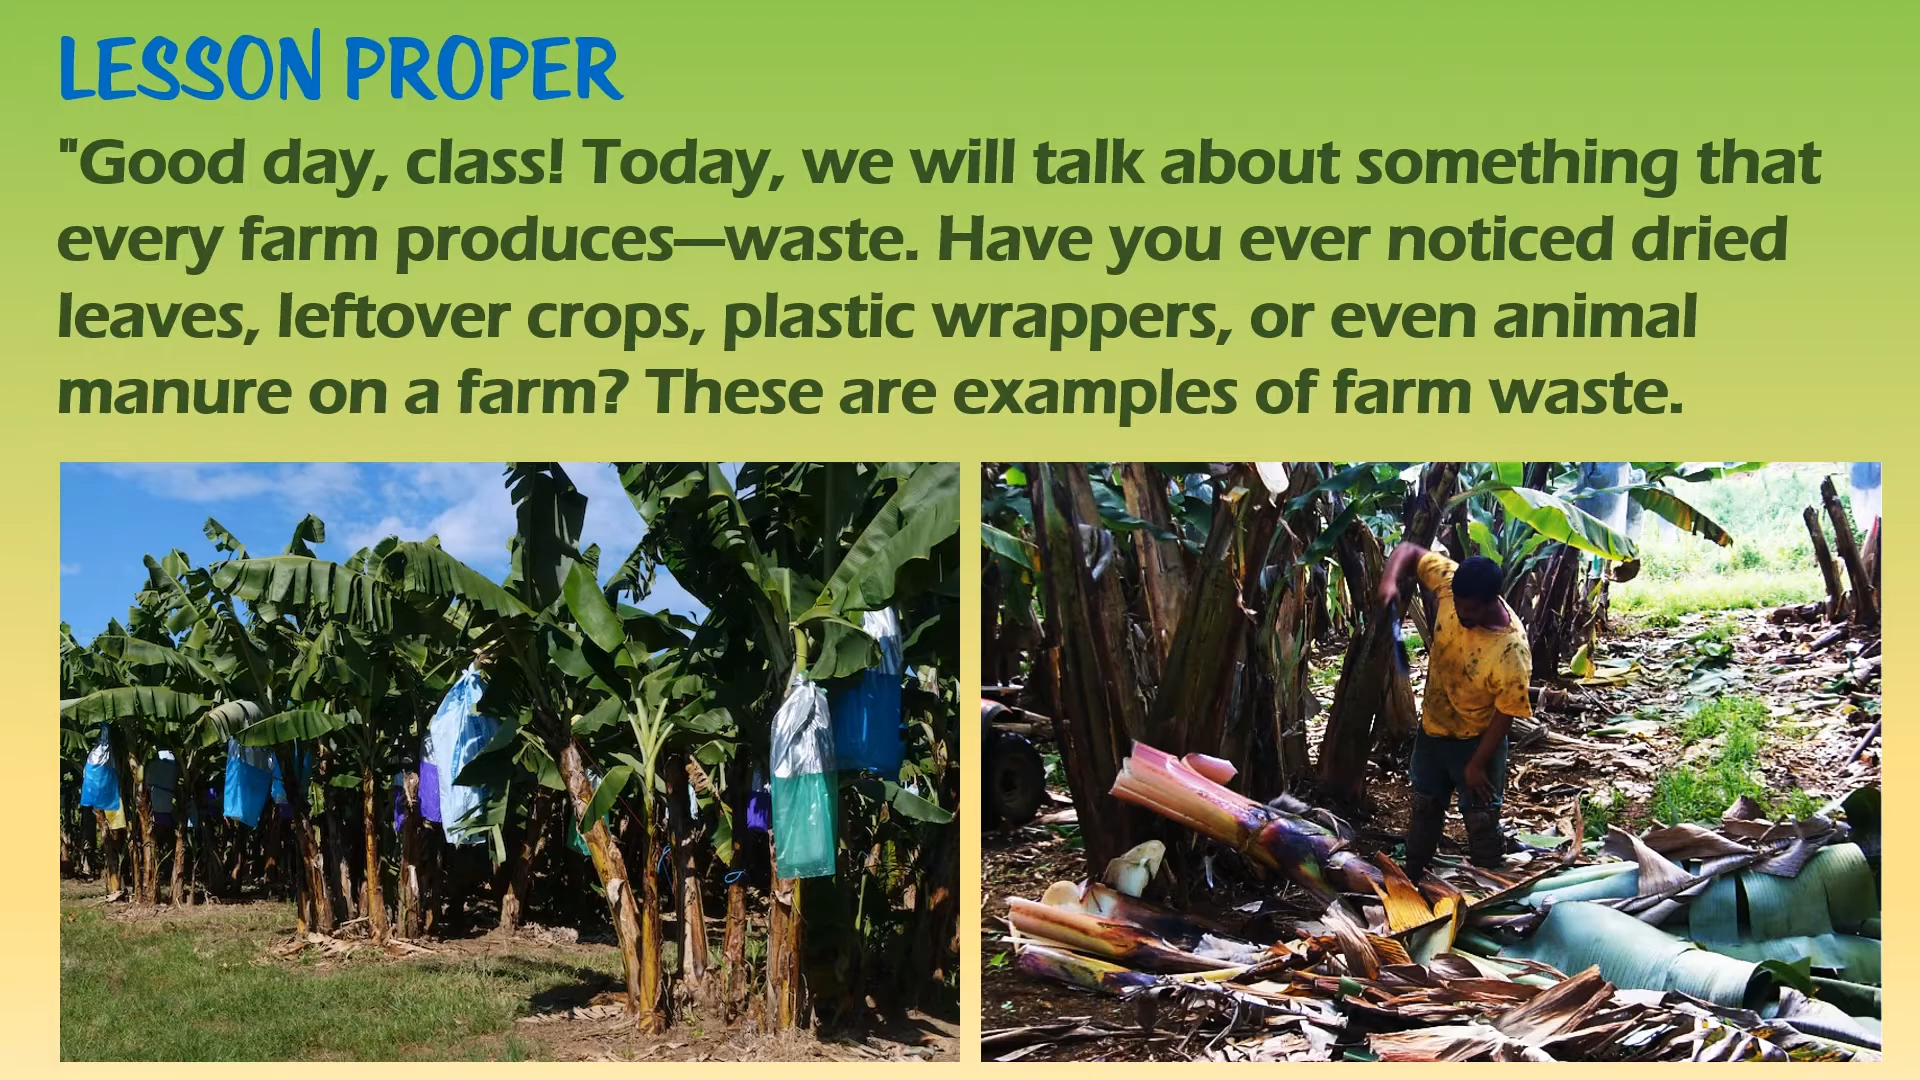 LESSON PROPER
"Good day, class! Today, we will talk about something that
every farm produces—waste. Have you ever noticed dried
leaves, leftover crops, plastic wrappers, or even animal
manure on a farm? These are examples of farm waste.